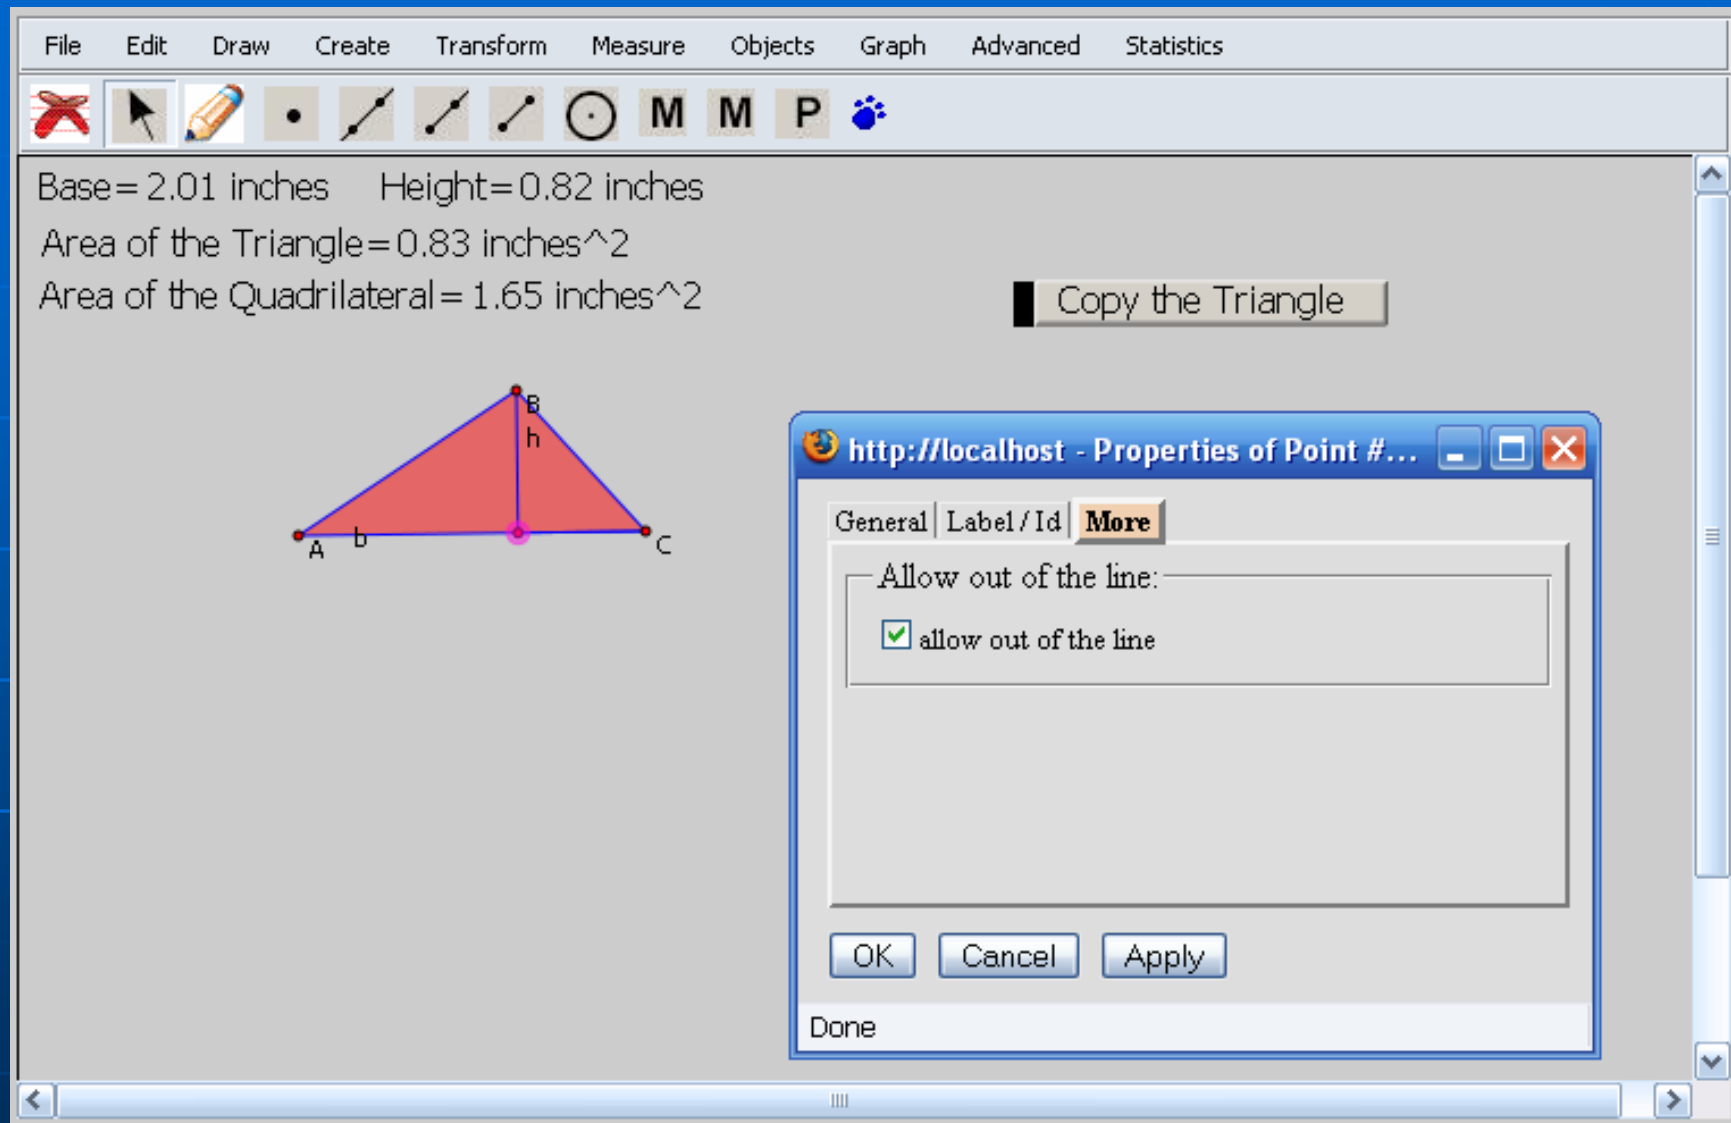 File Edit Draw Create Transform Measure Objects Graph Advanced Statistics
M M P
Base=2.01 inches Height=0.82 inches
Area of the Triangle=0.83 inches^2
Area of the Quadrilateral=1.65 inches^2
Copy the Triangle
B
h
A b C
http://localhost - Properties of Point #...
General Label / Id More
Allow out of the line:
allow out of the line
OK Cancel Apply
Done